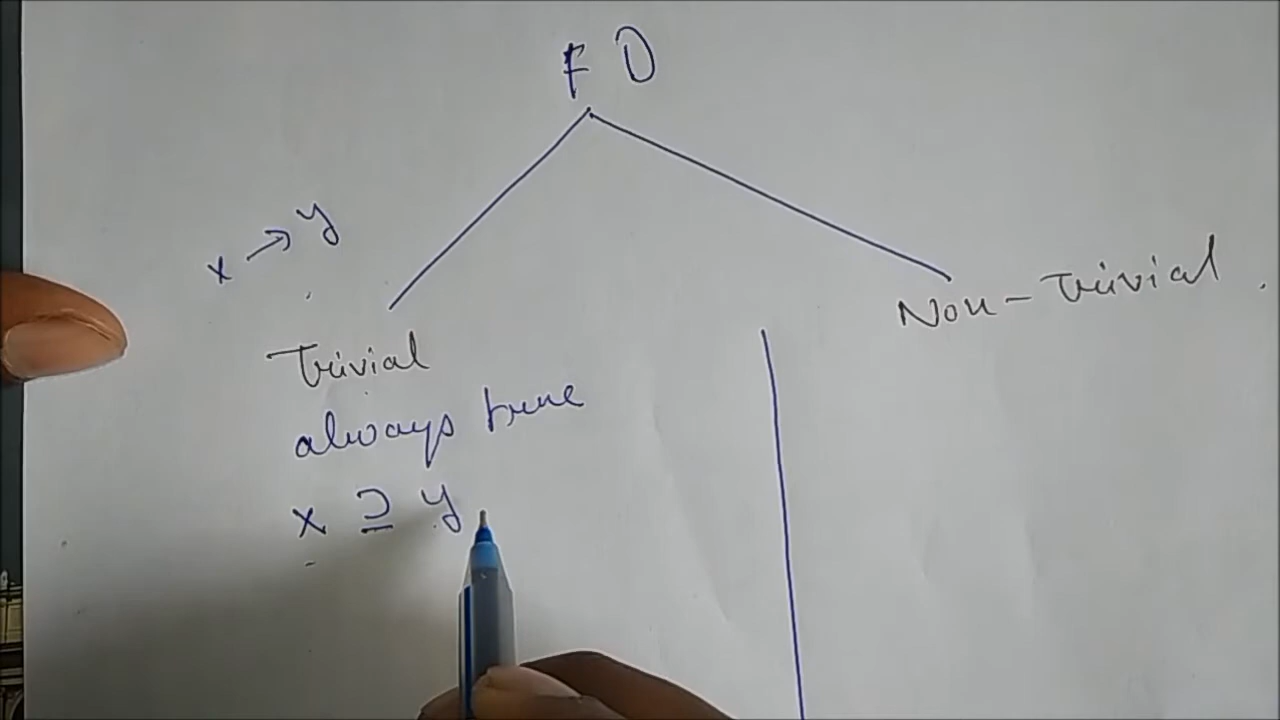 FD
x → y
Non-Trivial.
Trivial
always true
x ⊇ y